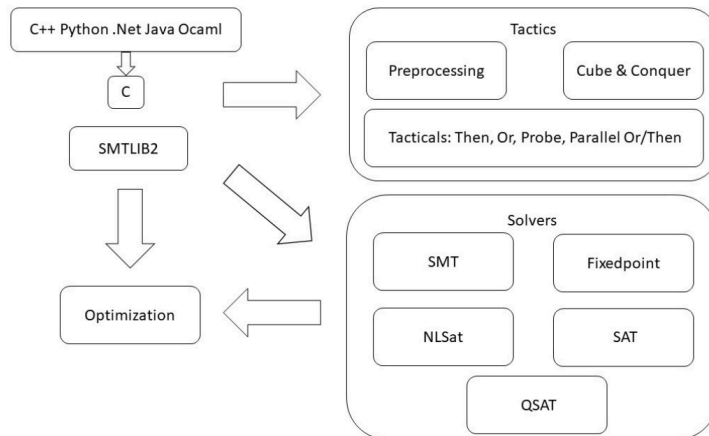 C++ Python .Net Java Ocaml
C
SMTLIB2
Optimization
Tactics
Preprocessing
Cube & Conquer
Tacticals: Then, Or, Probe, Parallel Or/Then
Solvers
SMT
Fixedpoint
NLSat
SAT
QSAT